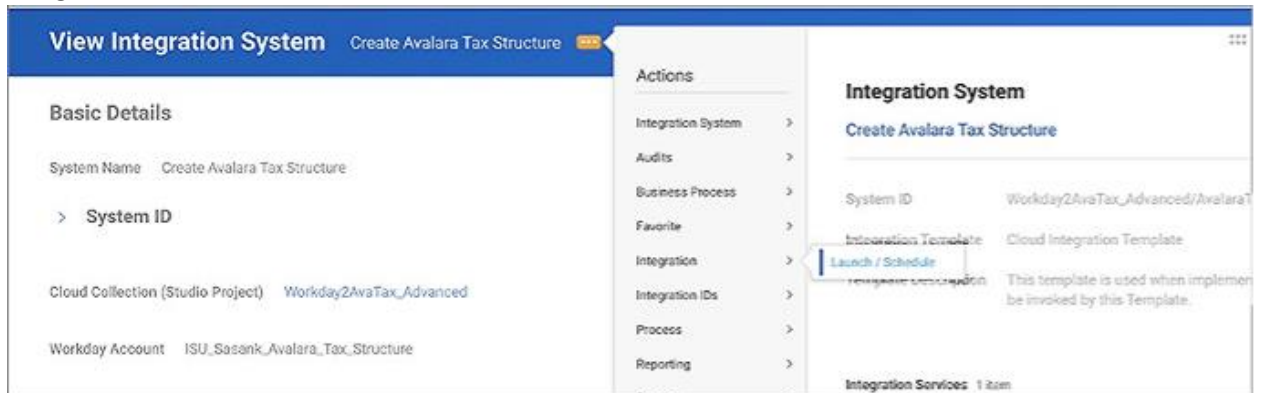 View Integration System Create Avalara Tax Structure
Basic Details
System Name Create Avalara Tax Structure
> System ID
Cloud Collection (Studio Project) Workday2AvaTax_Advanced
Workday Account ISU_Sasank_Avalara_Tax_Structure
Actions
Integration System >
Audits >
Business Process >
Favorite >
Integration >
Integration IDs >
Process >
Reporting >
Launch / Schedule
Integration System
Create Avalara Tax Structure
System ID Workday2AvaTax_Advanced/AvalaraT
Integration Template Cloud Integration Template
Template Description This template is used when implemen
be invoked by this Template.
Integration Services 1 item